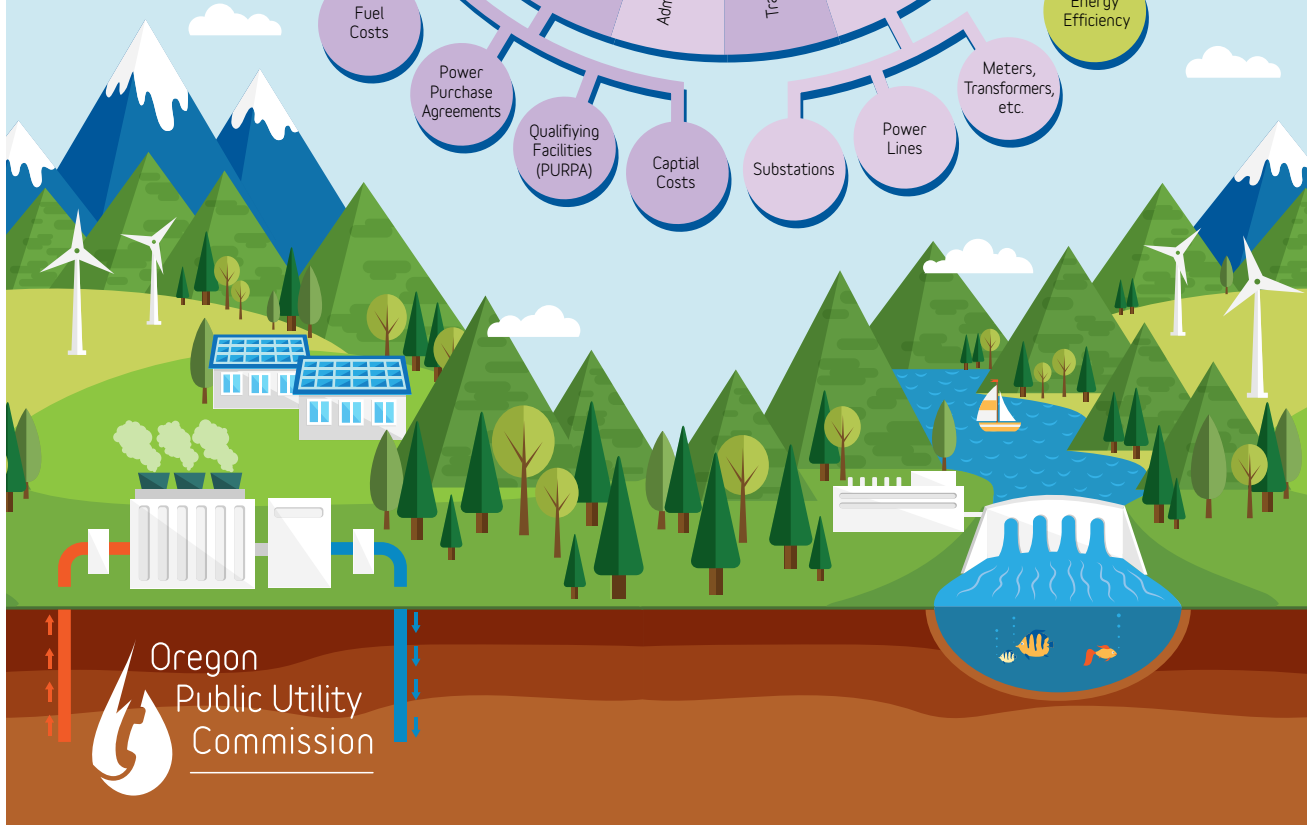 Fuel
Costs
Power
Purchase
Agreements
Qualifiying
Facilities
(PURPA)
Captial
Costs
Substations
Power
Lines
Meters,
Transformers,
etc.
Energy
Efficiency
Oregon
Public Utility
Commission